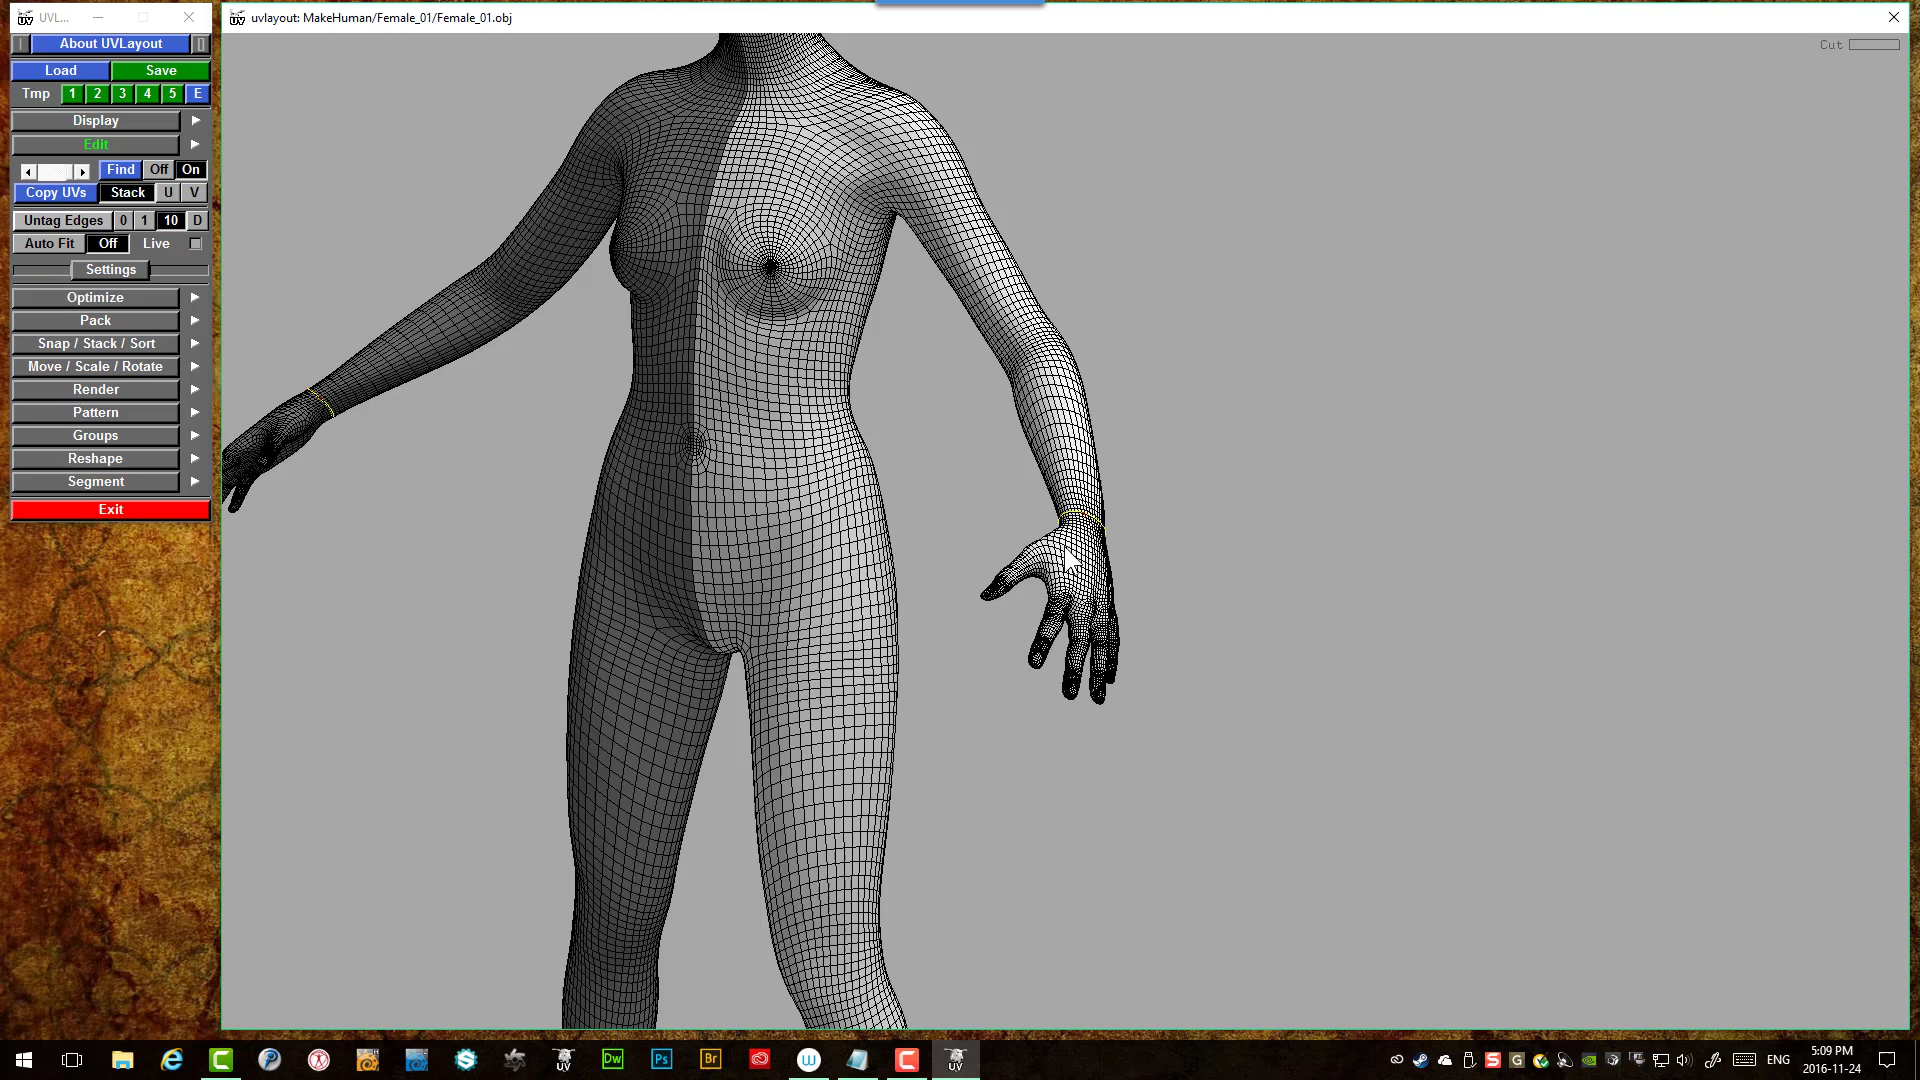 UVL...
uvlayout: MakeHuman/Female_01/Female_01.obj
About UVLayout
Load Save
Tmp 1 2 3 4 5 E
Display
Edit
Find Off On
Copy UVs Stack U V
Untag Edges 0 1 10 D
Auto Fit Off Live
Settings
Optimize
Pack
Snap / Stack / Sort
Move / Scale / Rotate
Render
Pattern
Groups
Reshape
Segment
Exit
Cut
UV Dw Ps Br W UV
ENG
5:09 PM
2016-11-24